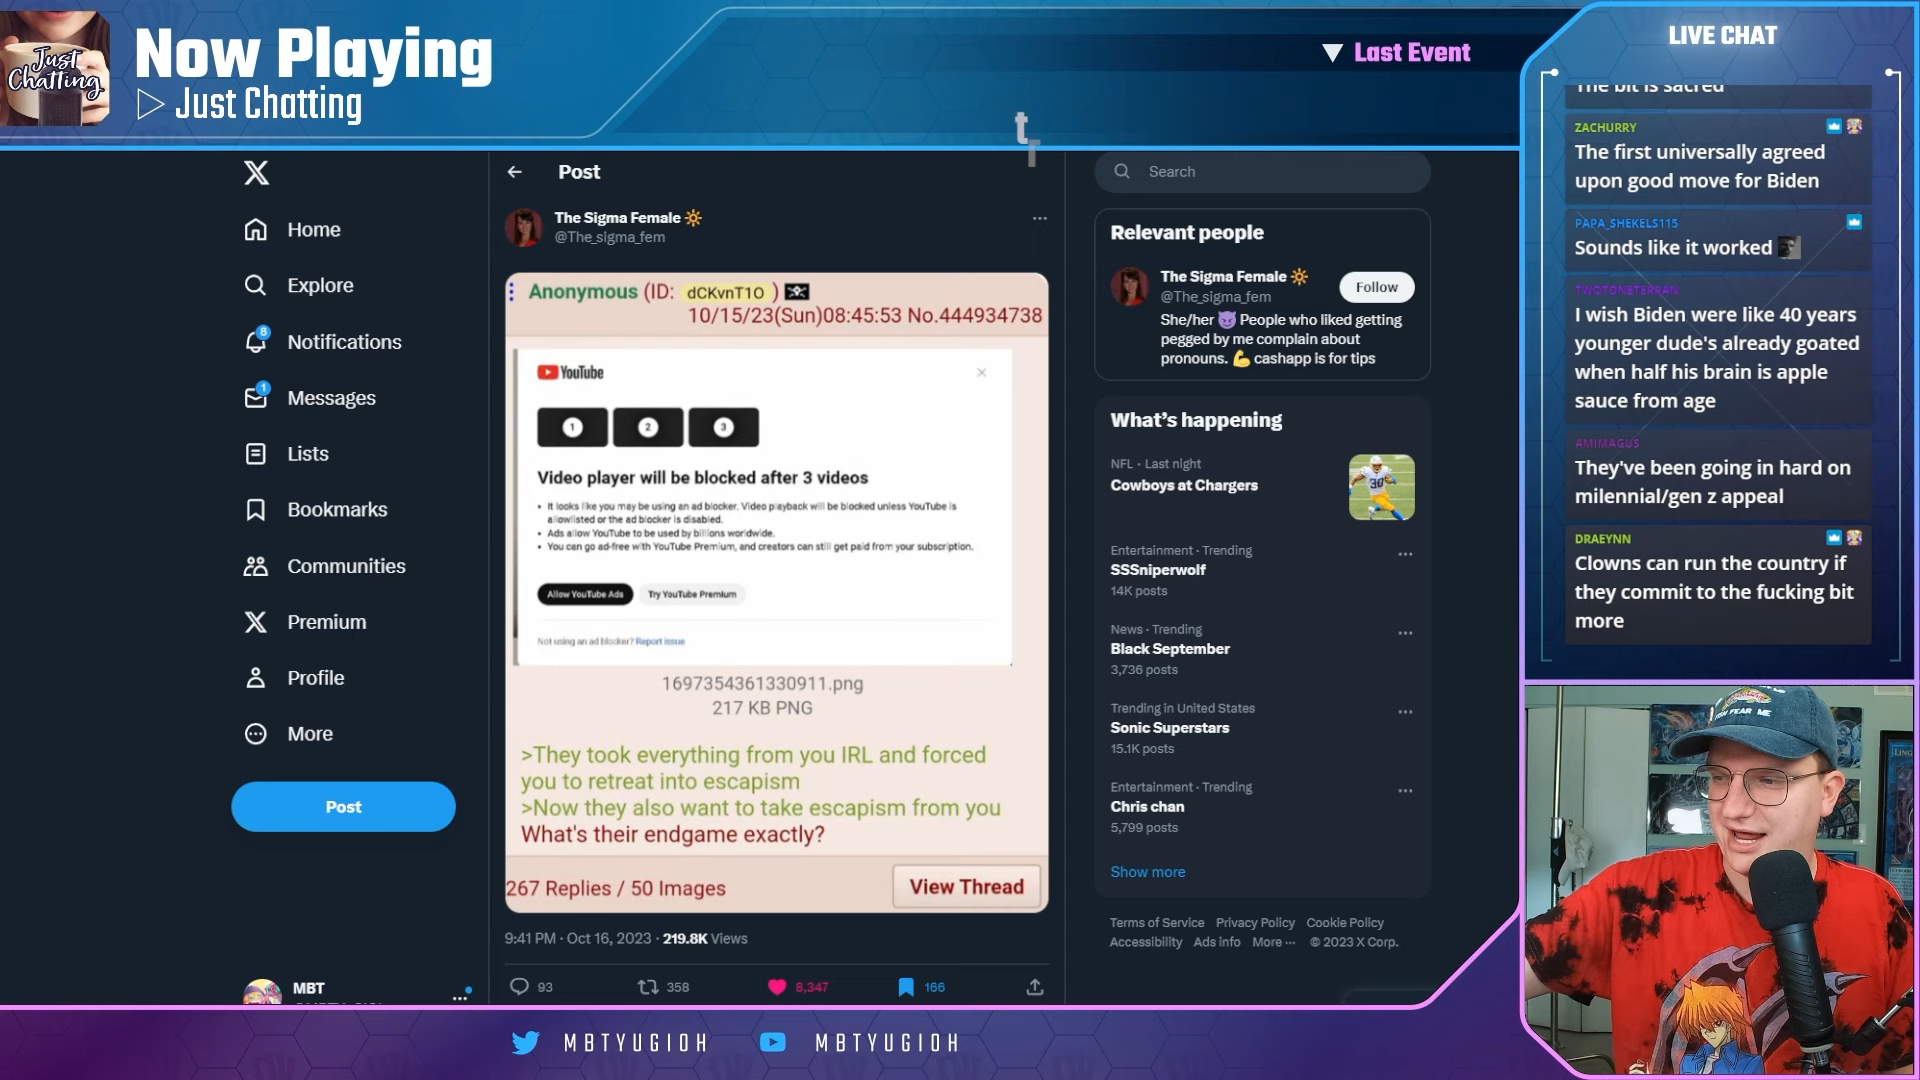 Just
Chatting
Now Playing
Just Chatting
Last Event
t
LIVE CHAT
The bit is sacred
ZACHURRY
The first universally agreed
upon good move for Biden
PAPA_SHEKELS115
Sounds like it worked
TWOTONETERRAN
I wish Biden were like 40 years
younger dude's already goated
when half his brain is apple
sauce from age
AMIMAGUS
They've been going in hard on
milennial/gen z appeal
DRAEYNN
Clowns can run the country if
they commit to the fucking bit
more
Home
Explore
8
Notifications
1
Messages
Lists
Bookmarks
Communities
Premium
Profile
More
Post
MBT
Post
The Sigma Female
@The_sigma_fem
Anonymous (ID: dCKvnT1O )
10/15/23(Sun)08:45:53 No.444934738
YouTube
1 2 3
Video player will be blocked after 3 videos
• It looks like you may be using an ad blocker. Video playback will be blocked unless YouTube is
allowlisted or the ad blocker is disabled.
• Ads allow YouTube to be used by billions worldwide.
• You can go ad-free with YouTube Premium, and creators can still get paid from your subscription.
Allow YouTube Ads Try YouTube Premium
Not using an ad blocker? Report issue
1697354361330911.png
217 KB PNG
>They took everything from you IRL and forced
you to retreat into escapism
>Now they also want to take escapism from you
What's their endgame exactly?
267 Replies / 50 Images
View Thread
9:41 PM · Oct 16, 2023 · 219.8K Views
93 358 8,347 166
Search
Relevant people
The Sigma Female
@The_sigma_fem
Follow
She/her 😈 People who liked getting
pegged by me complain about
pronouns. 💪 cashapp is for tips
What's happening
NFL · Last night
Cowboys at Chargers
30
Entertainment · Trending
SSSniperwolf
14K posts
News · Trending
Black September
3,736 posts
Trending in United States
Sonic Superstars
15.1K posts
Entertainment · Trending
Chris chan
5,799 posts
Show more
Terms of Service Privacy Policy Cookie Policy
Accessibility Ads info More ··· © 2023 X Corp.
FEAR ME
MBTYUGIOH MBTYUGIOH